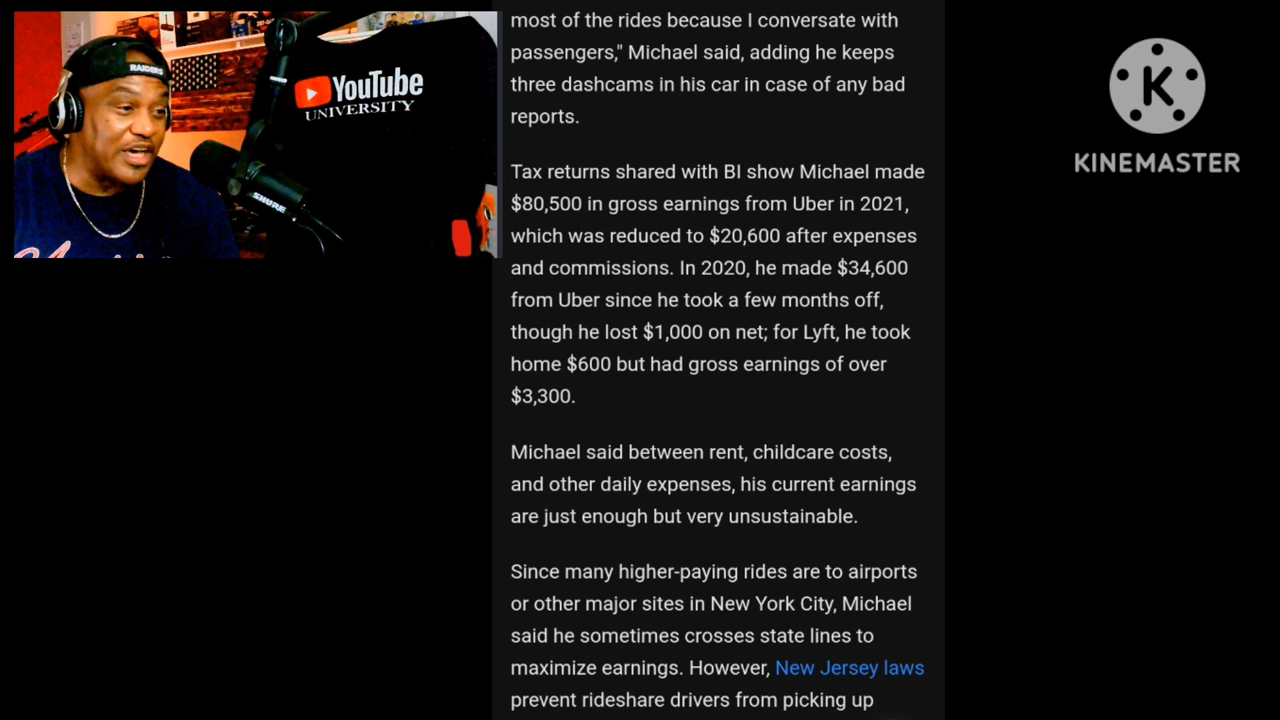 RAIDERS
YouTube
UNIVERSITY
SHURE
most of the rides because I conversate with
passengers," Michael said, adding he keeps
three dashcams in his car in case of any bad
reports.
Tax returns shared with BI show Michael made
$80,500 in gross earnings from Uber in 2021,
which was reduced to $20,600 after expenses
and commissions. In 2020, he made $34,600
from Uber since he took a few months off,
though he lost $1,000 on net; for Lyft, he took
home $600 but had gross earnings of over
$3,300.
Michael said between rent, childcare costs,
and other daily expenses, his current earnings
are just enough but very unsustainable.
Since many higher-paying rides are to airports
or other major sites in New York City, Michael
said he sometimes crosses state lines to
maximize earnings. However, New Jersey laws
prevent rideshare drivers from picking up
K
KINEMASTER